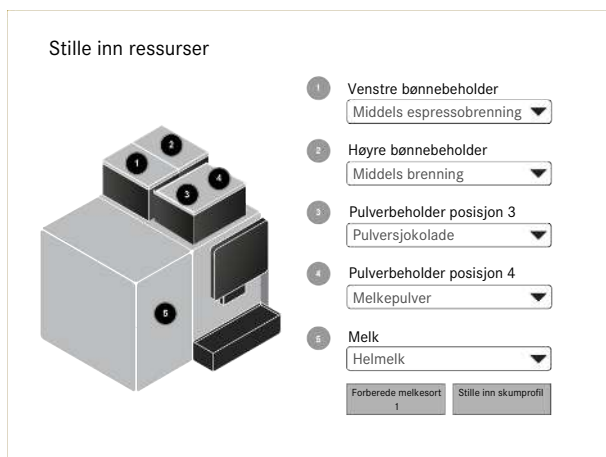 Stille inn ressurser
1
2
3
4
5
1 Venstre bønnebeholder
Middels espressobrenning
2 Høyre bønnebeholder
Middels brenning
3 Pulverbeholder posisjon 3
Pulversjokolade
4 Pulverbeholder posisjon 4
Melkepulver
5 Melk
Helmelk
Forberede melkesort
1
Stille inn skumprofil